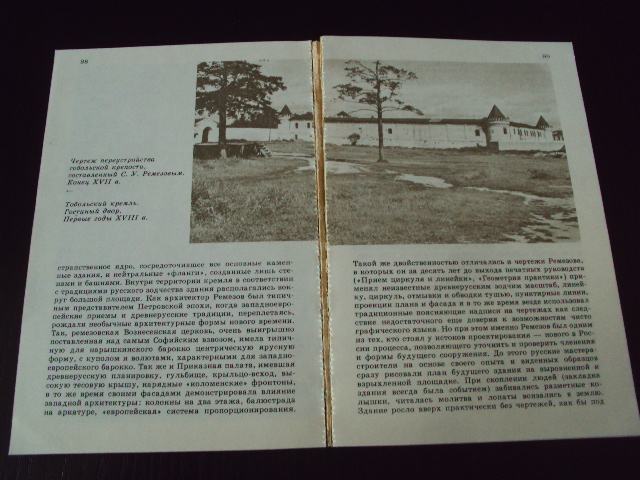 98
Чертеж переустройства
тобольской крепости,
составленный С. У. Ремезовым.
Конец XVII в.
←
Тобольский кремль.
Гостиный двор.
Первые годы XVIII в.
странственное ядро, сосредоточившее все основные камен-
ные здания, и нейтральные «фланги», созданные лишь сте-
нами и башнями. Внутри территории кремля в соответствии
с традициями русского зодчества здания располагались вок-
руг большой площади. Как архитектор Ремезов был типич-
ным представителем Петровской эпохи, когда западноевро-
пейские приемы и древнерусские традиции, переплетаясь,
рождали необычные архитектурные формы нового времени.
Так, ремезовская Вознесенская церковь, очень выигрышно
поставленная над самым Софийским взвозом, имела типич-
ную для нарышкинского барокко центрическую ярусную
форму, с куполом и волютами, характерными для западно-
европейского барокко. Так же и Приказная палата, имевшая
древнерусскую планировку, гульбище, крыльцо-вход, вы-
сокую тесовую крышу, нарядные «коломенские» фронтоны,
в то же время своими фасадами демонстрировала влияние
западной архитектуры: колонны на два этажа, балюстрада
на аркатуре, «европейская» система пропорционирования.
99
Такой же двойственностью отличались и чертежи Ремезова,
в которых он за десять лет до выхода печатных руководств
(«Прием циркуля и линейки», «Геометрия практики») при-
менял неизвестные древнерусским зодчим масштаб, линей-
ку, циркуль, отмывки и обводки тушью, пунктирные линии,
проекции плана и фасада и в то же время везде использовал
традиционные поясняющие надписи на чертежах как след-
ствие недостаточного еще доверия к возможностям чисто
графического языка. Но при этом именно Ремезов был одним
из тех, кто стоял у истоков проектирования — нового в Рос-
сии процесса, позволяющего уточнить и проверить членения
и формы будущего сооружения. До этого русские мастера-
строители на основе своего опыта и виденных образцов
сразу рисовали план будущего здания на выровненной и
взрыхленной площадке. При скоплении людей (закладка
здания всегда была событием) забивались разметные ко-
лышки, читалась молитва и лопаты вонзались в землю.
Здание росло вверх практически без чертежей, как бы под